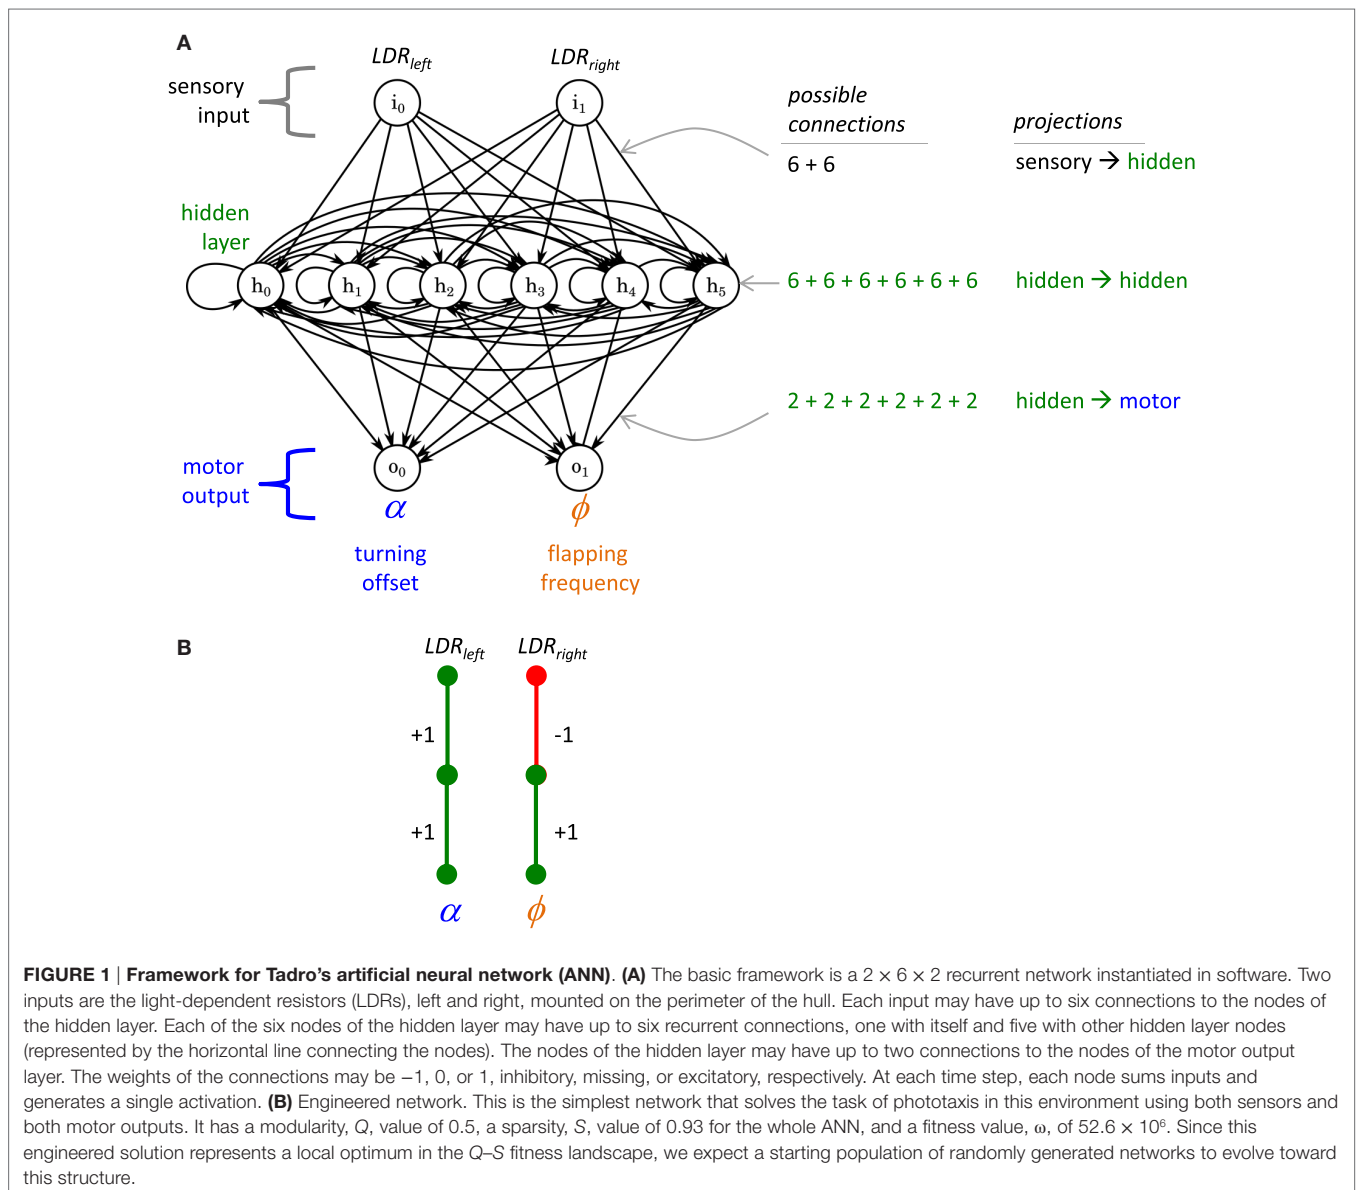 A
LDRleft
LDRright
sensory
input
i0
i1
possible
connections
projections
6 + 6
sensory → hidden
hidden
layer
h0
h1
h2
h3
h4
h5
6 + 6 + 6 + 6 + 6 + 6
hidden → hidden
2 + 2 + 2 + 2 + 2 + 2
hidden → motor
motor
output
o0
o1
α
ϕ
turning
offset
flapping
frequency
B
LDRleft
LDRright
+1
-1
+1
+1
α
ϕ
FIGURE 1 | Framework for Tadro's artificial neural network (ANN). (A) The basic framework is a 2 × 6 × 2 recurrent network instantiated in software. Two
inputs are the light-dependent resistors (LDRs), left and right, mounted on the perimeter of the hull. Each input may have up to six connections to the nodes of
the hidden layer. Each of the six nodes of the hidden layer may have up to six recurrent connections, one with itself and five with other hidden layer nodes
(represented by the horizontal line connecting the nodes). The nodes of the hidden layer may have up to two connections to the nodes of the motor output
layer. The weights of the connections may be −1, 0, or 1, inhibitory, missing, or excitatory, respectively. At each time step, each node sums inputs and
generates a single activation. (B) Engineered network. This is the simplest network that solves the task of phototaxis in this environment using both sensors and
both motor outputs. It has a modularity, Q, value of 0.5, a sparsity, S, value of 0.93 for the whole ANN, and a fitness value, ω, of 52.6 × 10⁶. Since this
engineered solution represents a local optimum in the Q–S fitness landscape, we expect a starting population of randomly generated networks to evolve toward
this structure.